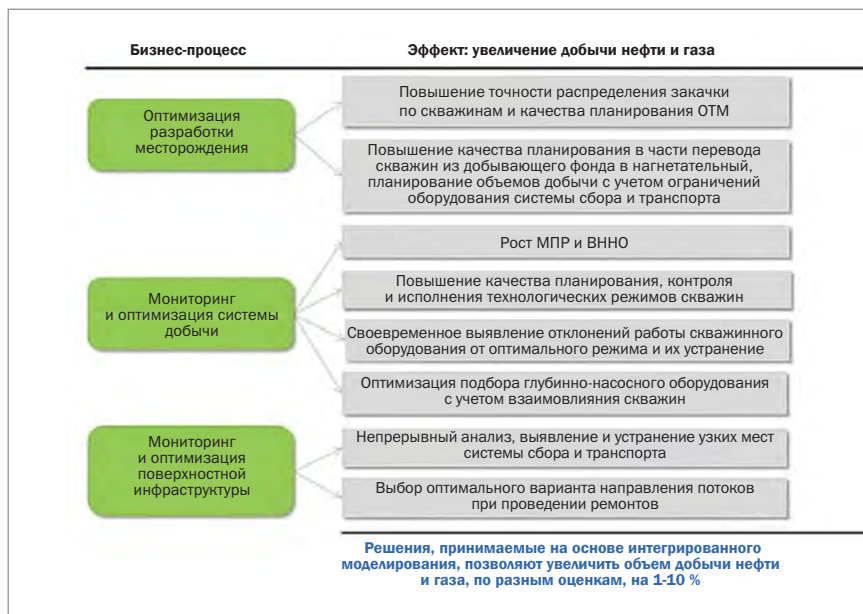 Бизнес-процесс
Эффект: увеличение добычи нефти и газа
Оптимизация
разработки
месторождения
Повышение точности распределения закачки
по скважинам и качества планирования ОТМ
Повышение качества планирования в части перевода
скважин из добывающего фонда в нагнетательный,
планирование объемов добычи с учетом ограничений
оборудования системы сбора и транспорта
Мониторинг
и оптимизация системы
добычи
Рост МПР и ВННО
Повышение качества планирования, контроля
и исполнения технологических режимов скважин
Своевременное выявление отклонений работы скважинного
оборудования от оптимального режима и их устранение
Оптимизация подбора глубинно-насосного оборудования
с учетом взаимовлияния скважин
Мониторинг
и оптимизация
поверхностной
инфраструктуры
Непрерывный анализ, выявление и устранение узких мест
системы сбора и транспорта
Выбор оптимального варианта направления потоков
при проведении ремонтов
Решения, принимаемые на основе интегрированного
моделирования, позволяют увеличить объем добычи нефти
и газа, по разным оценкам, на 1-10 %